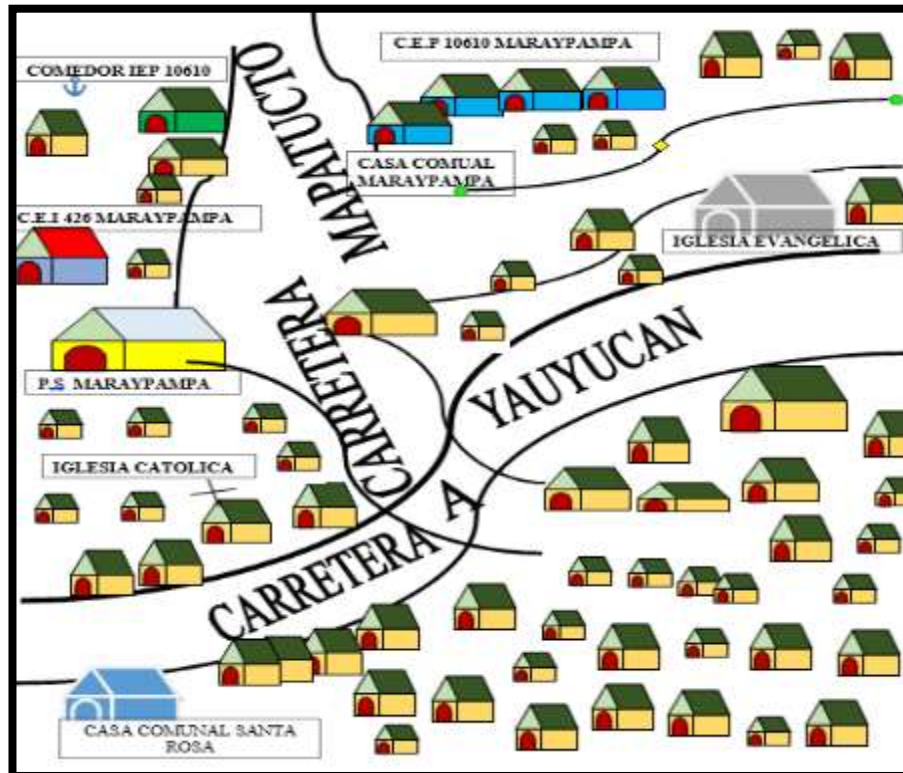 C.E.P 10610 MARAYPAMPA
COMEDOR IEP 10610
CASA COMUAL
MARAYPAMPA
C.E.I 426 MARAYPAMPA
IGLESIA EVANGELICA
CARRETERA MAPATUCTO
P.S MARAYPAMPA
IGLESIA CATOLICA
CARRETERA A YAUYUCAN
CASA COMUNAL SANTA
ROSA